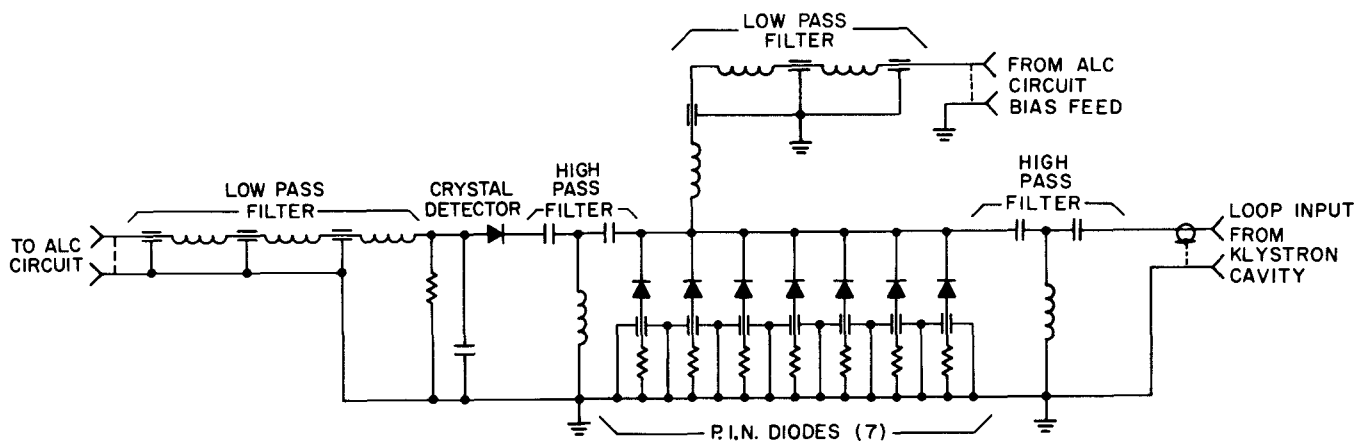 LOW PASS
FILTER
FROM ALC
CIRCUIT
BIAS FEED
LOW PASS
FILTER
CRYSTAL
DETECTOR
HIGH
PASS
FILTER
HIGH
PASS
FILTER
TO ALC
CIRCUIT
LOOP INPUT
FROM
KLYSTRON
CAVITY
P.I.N. DIODES (7)